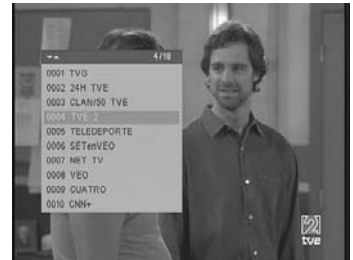 4/18
0001 TVG
0002 24H TVE
0003 CLAN/50 TVE
0004 TVE 2
0005 TELEDEPORTE
0006 SETenVEO
0007 NET TV
0008 VEO
0009 CUATRO
0010 CNN+
2
tve